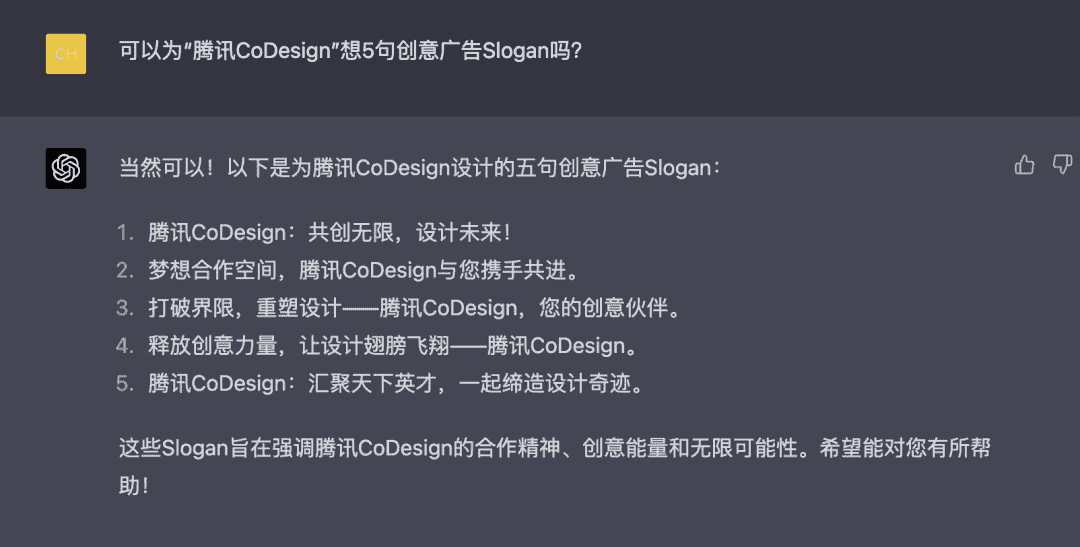 CH
可以为“腾讯CoDesign”想5句创意广告Slogan吗？
当然可以！以下是为腾讯CoDesign设计的五句创意广告Slogan：
1. 腾讯CoDesign：共创无限，设计未来！
2. 梦想合作空间，腾讯CoDesign与您携手共进。
3. 打破界限，重塑设计——腾讯CoDesign，您的创意伙伴。
4. 释放创意力量，让设计翅膀飞翔——腾讯CoDesign。
5. 腾讯CoDesign：汇聚天下英才，一起缔造设计奇迹。
这些Slogan旨在强调腾讯CoDesign的合作精神、创意能量和无限可能性。希望能对您有所帮
助！